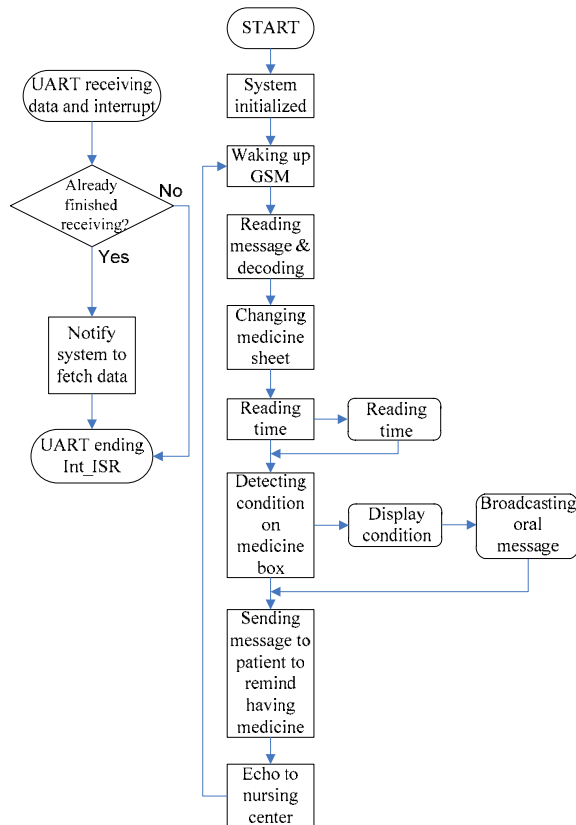 START
UART receiving
data and interrupt
System
initialized
Waking up
GSM
Already
finished
receiving?
No
Yes
Reading
message &
decoding
Changing
medicine
sheet
Notify
system to
fetch data
Reading
time
Reading
time
UART ending
Int_ISR
Detecting
condition
on
medicine
box
Display
condition
Broadcasting
oral
message
Sending
message to
patient to
remind
having
medicine
Echo to
nursing
center